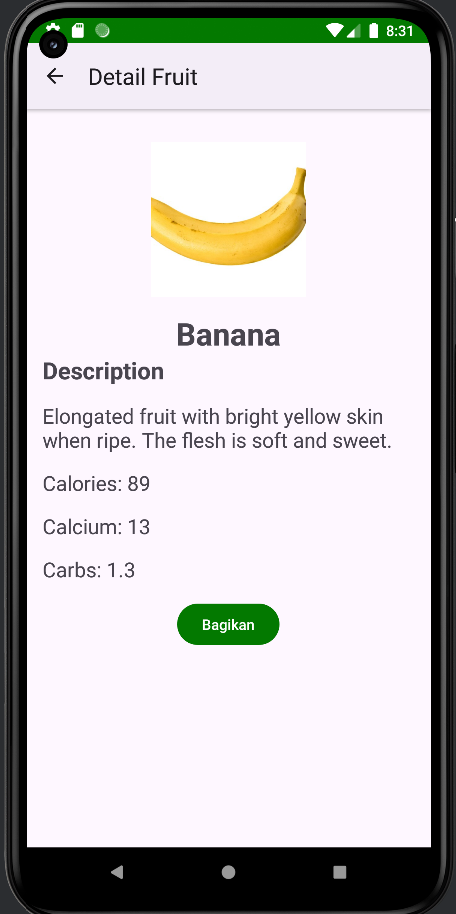 8:31
Detail Fruit
Banana
Description
Elongated fruit with bright yellow skin
when ripe. The flesh is soft and sweet.
Calories: 89
Calcium: 13
Carbs: 1.3
Bagikan